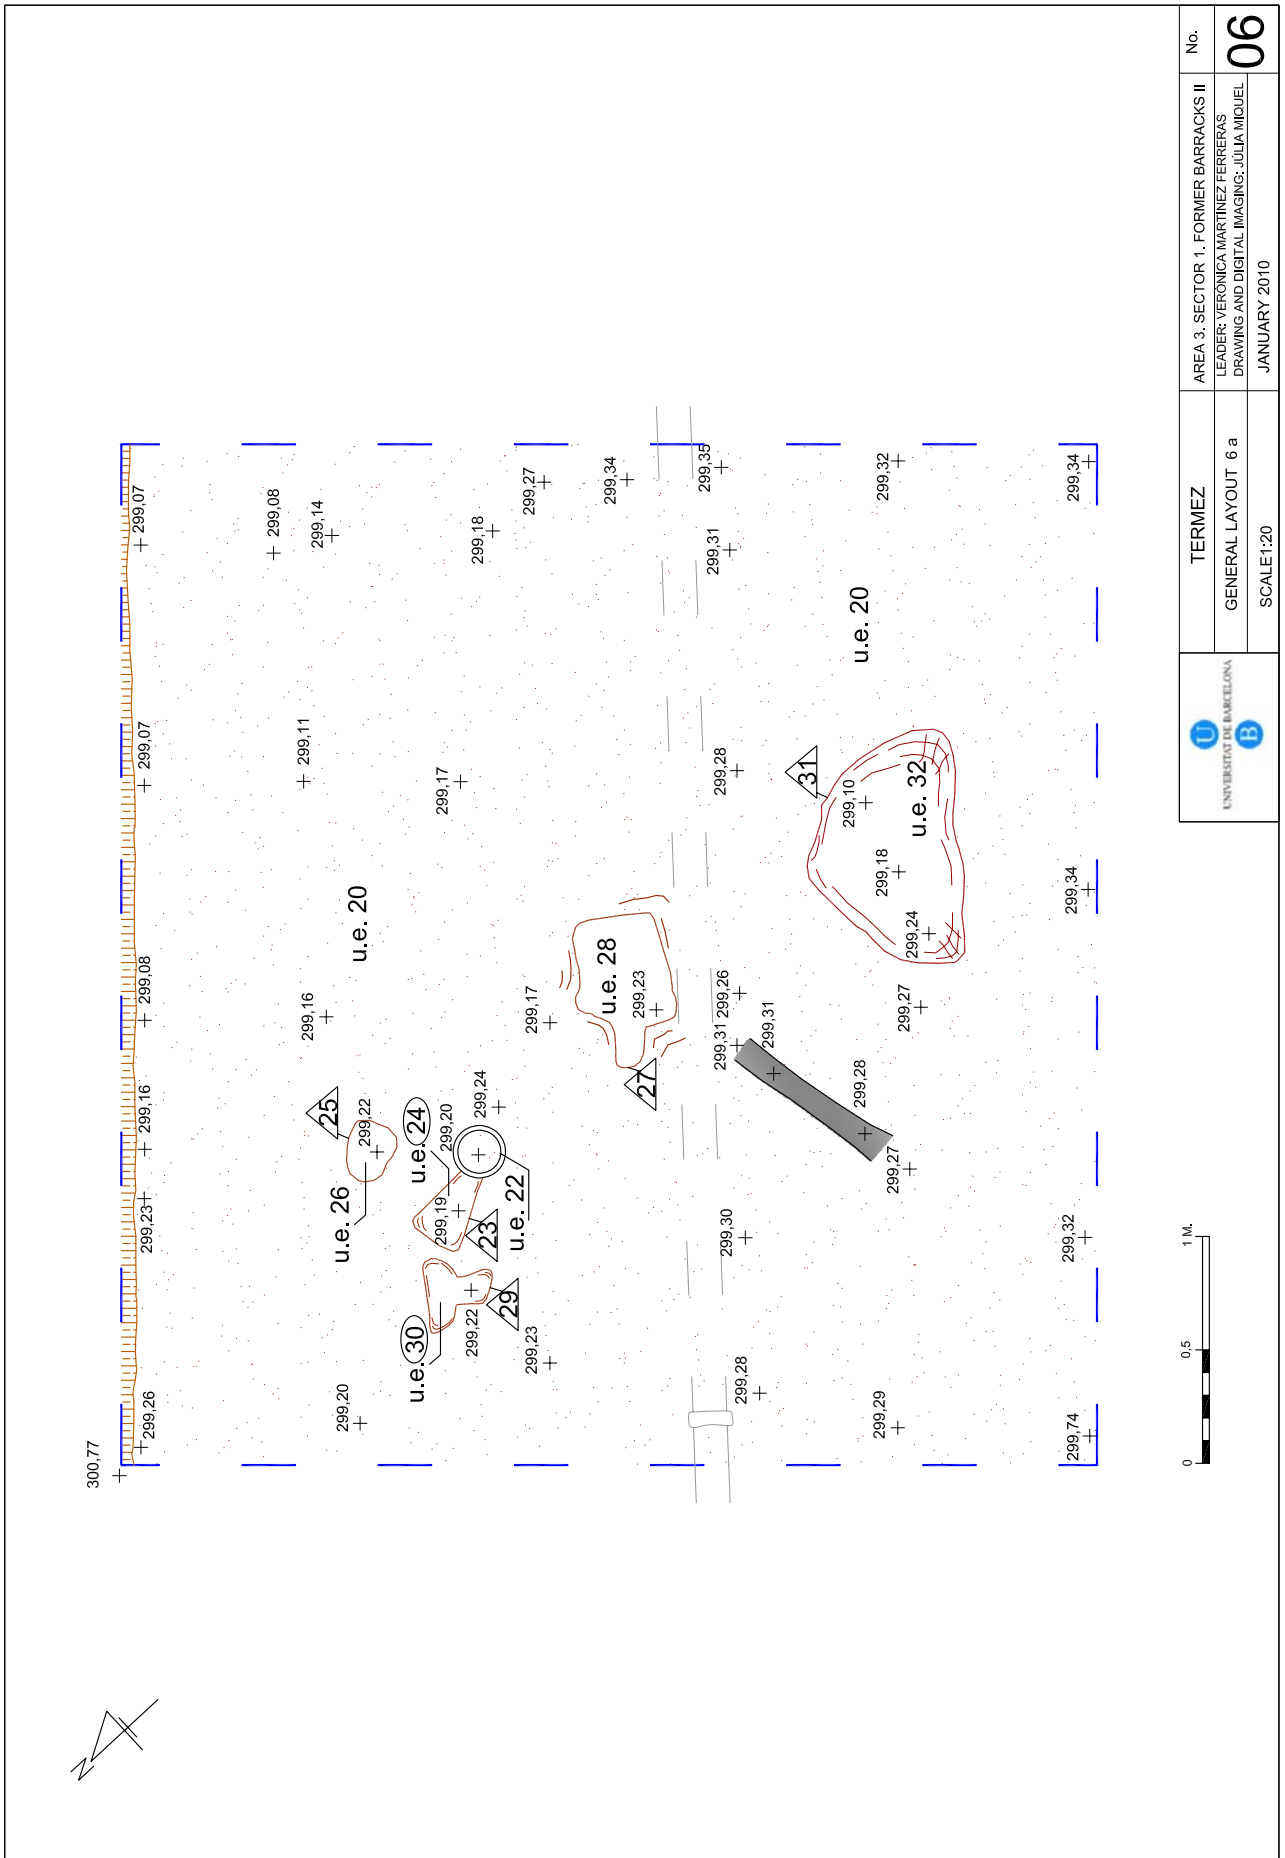 300,77
299,26
299,23
299,16
299,08
299,07
299,07
299,20
299,16
299,11
299,14
299,08
u.e. 20
25
299,22
u.e. 26
u.e. 24
299,20
299,24
299,19
23
u.e. 22
u.e. 30
299,22
29
299,23
299,17
299,17
299,18
299,27
299,34
u.e. 28
299,23
27
299,28
299,30
299,31
299,26
299,31
299,28
299,31
299,35
299,29
299,27
299,28
299,27
31
299,10
299,18
299,24
u.e. 32
u.e. 20
299,32
299,74
299,32
299,34
299,34
N
0
0.5
1 M.
U
UNIVERSITAT DE BARCELONA
B
TERMEZ
GENERAL LAYOUT 6 a
SCALE1:20
AREA 3. SECTOR 1. FORMER BARRACKS II
LEADER: VERÒNICA MARTÍNEZ FERRERAS
DRAWING AND DIGITAL IMAGING: JÚLIA MIQUEL
JANUARY 2010
No.
06